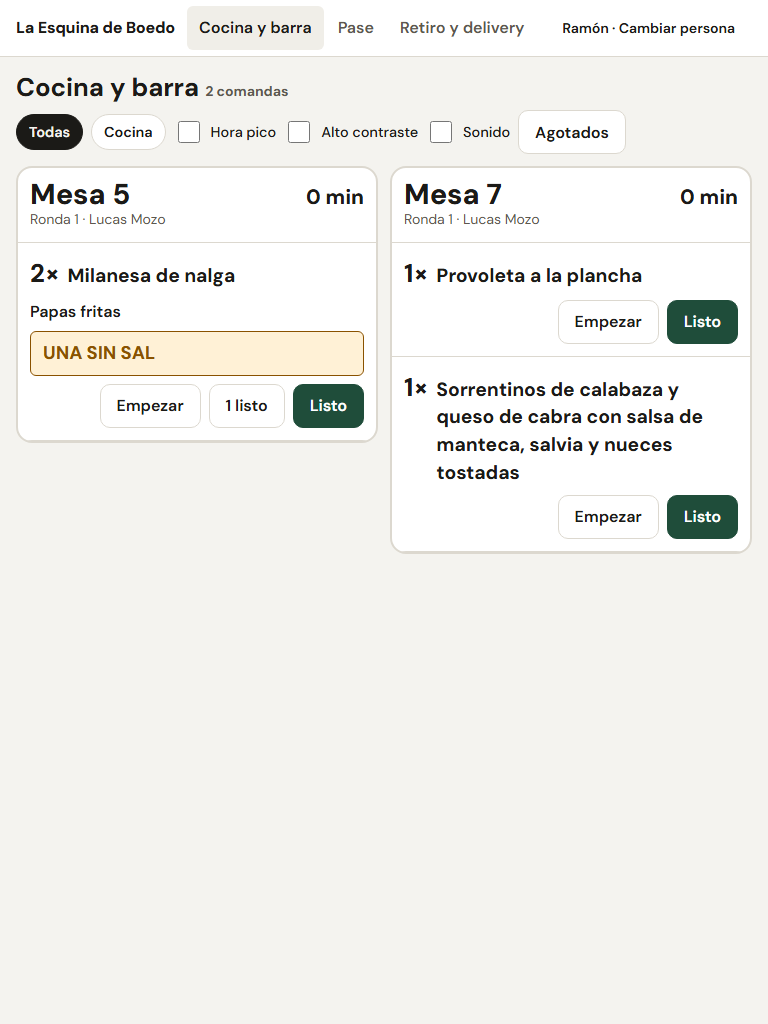 La Esquina de Boedo Cocina y barra Pase Retiro y delivery Ramón · Cambiar persona
Cocina y barra 2 comandas
Todas Cocina Hora pico Alto contraste Sonido Agotados
Mesa 5 0 min
Ronda 1 · Lucas Mozo
2× Milanesa de nalga
Papas fritas
UNA SIN SAL
Empezar 1 listo Listo
Mesa 7 0 min
Ronda 1 · Lucas Mozo
1× Provoleta a la plancha
Empezar Listo
1× Sorrentinos de calabaza y
queso de cabra con salsa de
manteca, salvia y nueces
tostadas
Empezar Listo